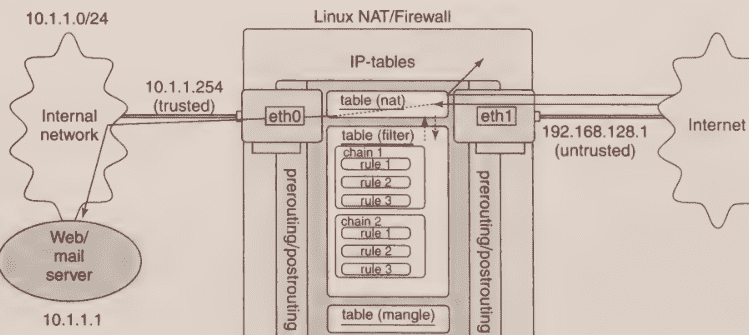 10.1.1.0/24
Linux NAT/Firewall
IP-tables
10.1.1.254
(trusted)
table (nat)
Internal
network
eth0
eth1
Internet
192.168.128.1
(untrusted)
table (filter)
chain 1
rule 1
rule 2
rule 3
chain 2
rule 1
rule 2
rule 3
prerouting/postrouting
prerouting/postrouting
Web/
mail
server
10.1.1.1
table (mangle)